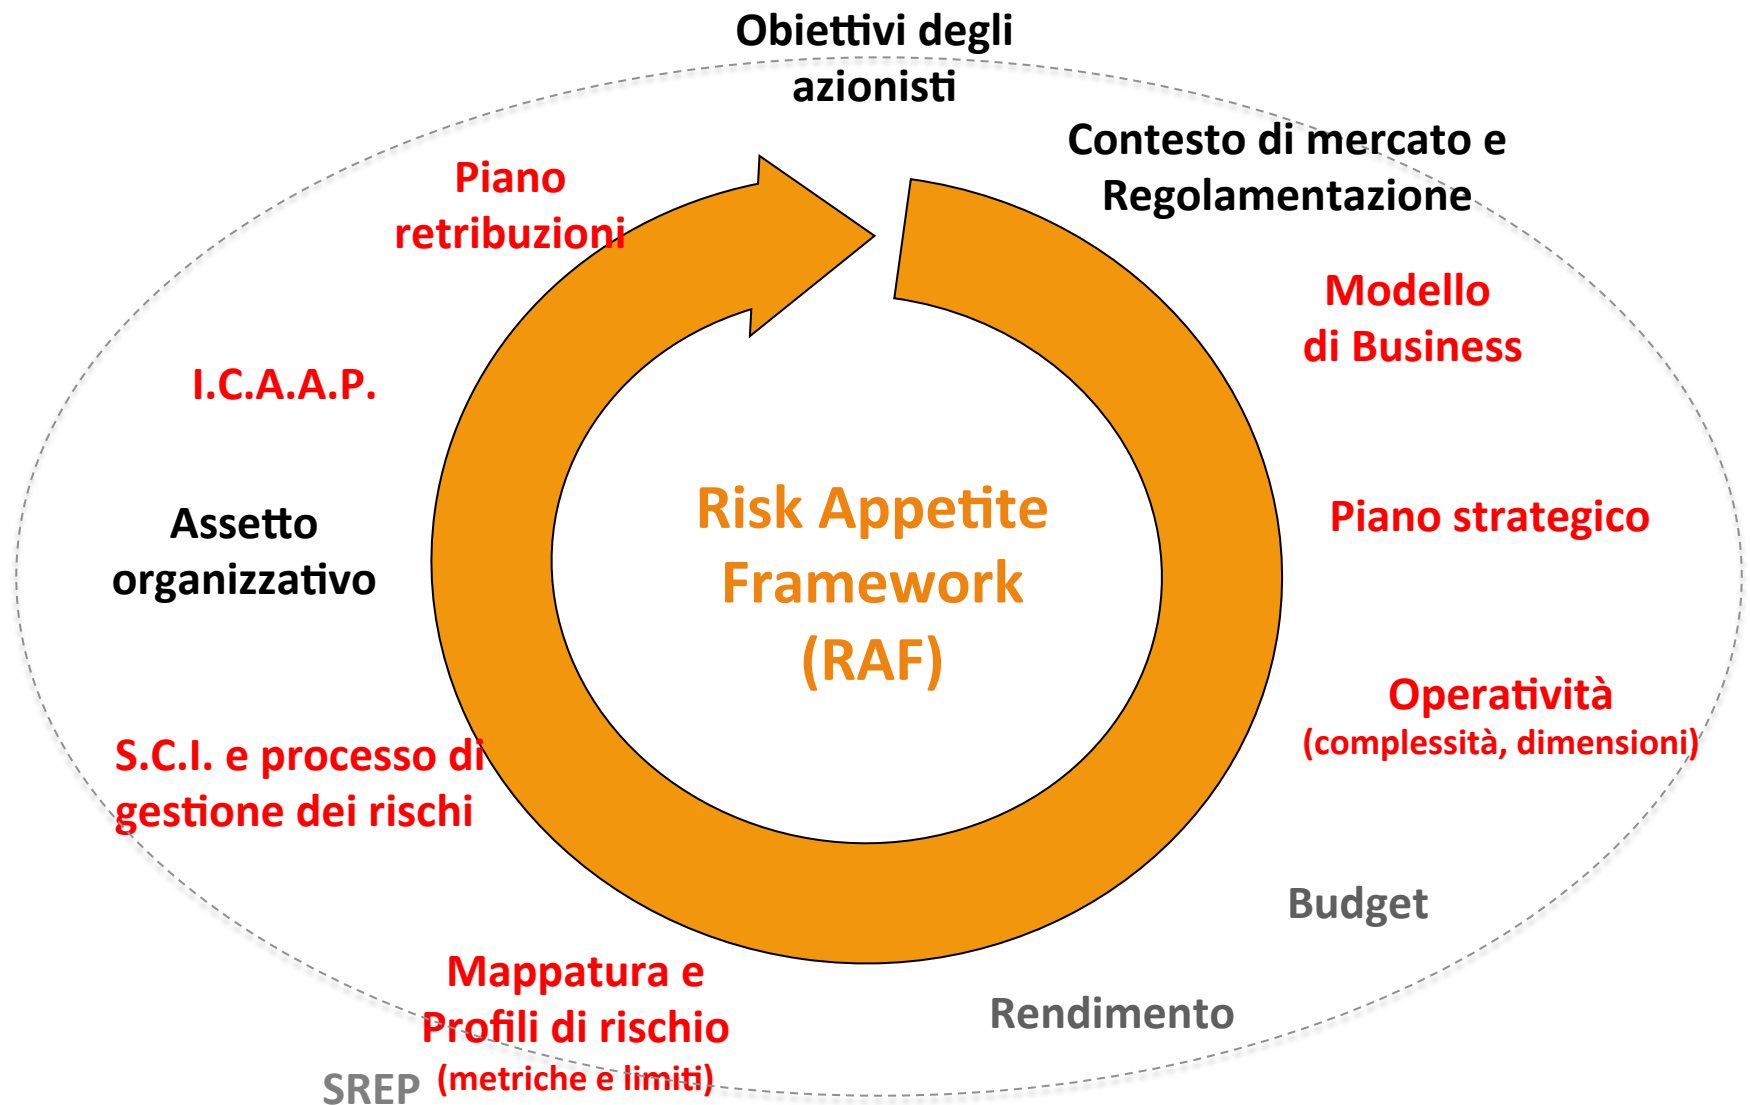 Obiettivi degli
azionisti
Contesto di mercato e
Regolamentazione
Piano
retribuzioni
Modello
di Business
I.C.A.A.P.
Risk Appetite
Framework
(RAF)
Piano strategico
Assetto
organizzativo
Operatività
(complessità, dimensioni)
S.C.I. e processo di
gestione dei rischi
Budget
Mappatura e
Profili di rischio
(metriche e limiti)
Rendimento
SREP